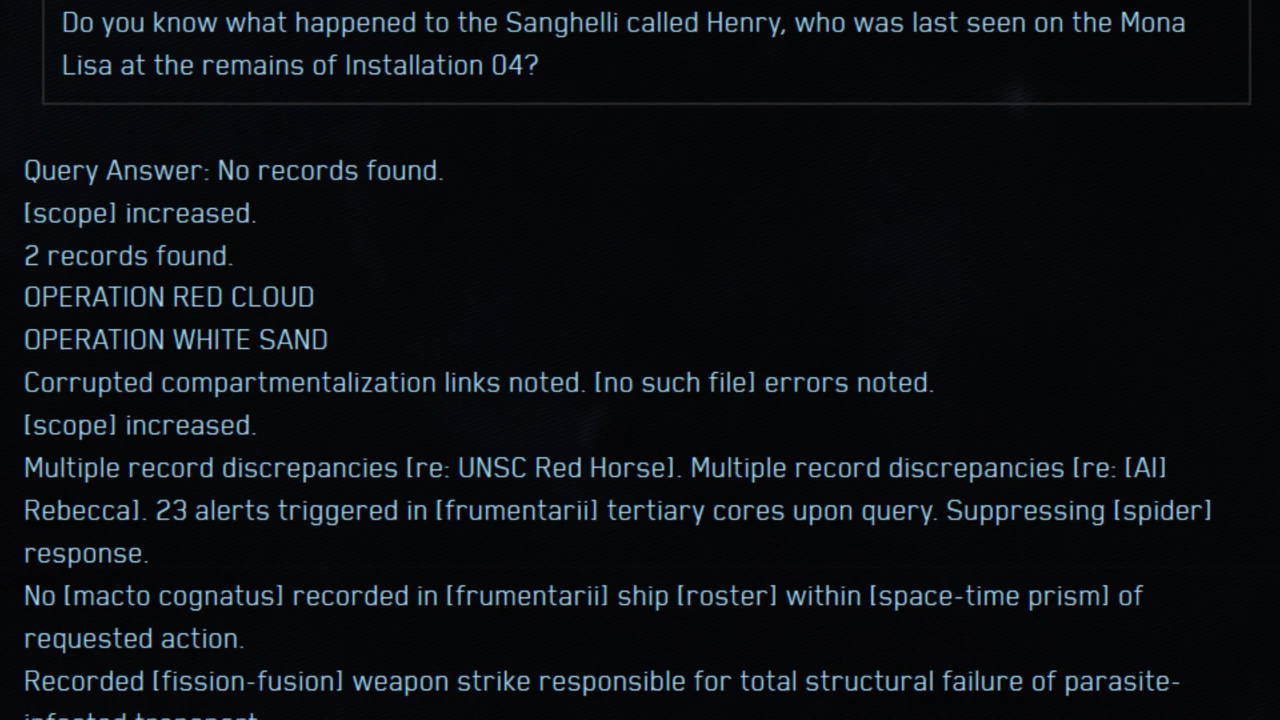 Do you know what happened to the Sanghelli called Henry, who was last seen on the Mona
Lisa at the remains of Installation 04?
Query Answer: No records found.
[scope] increased.
2 records found.
OPERATION RED CLOUD
OPERATION WHITE SAND
Corrupted compartmentalization links noted. [no such file] errors noted.
[scope] increased.
Multiple record discrepancies [re: UNSC Red Horse]. Multiple record discrepancies [re: [AI]
Rebecca]. 23 alerts triggered in [frumentarii] tertiary cores upon query. Suppressing [spider]
response.
No [macto cognatus] recorded in [frumentarii] ship [roster] within [space-time prism] of
requested action.
Recorded [fission-fusion] weapon strike responsible for total structural failure of parasite-
infected transport.